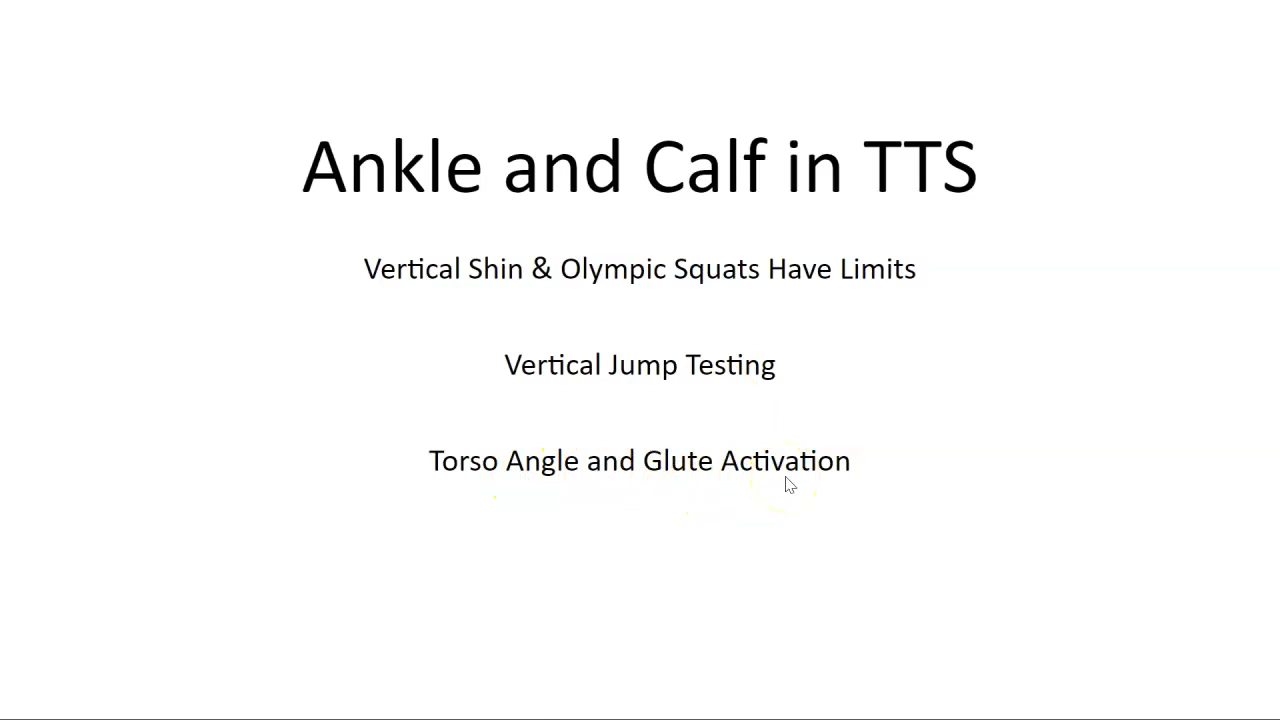 Ankle and Calf in TTS
Vertical Shin & Olympic Squats Have Limits
Vertical Jump Testing
Torso Angle and Glute Activation